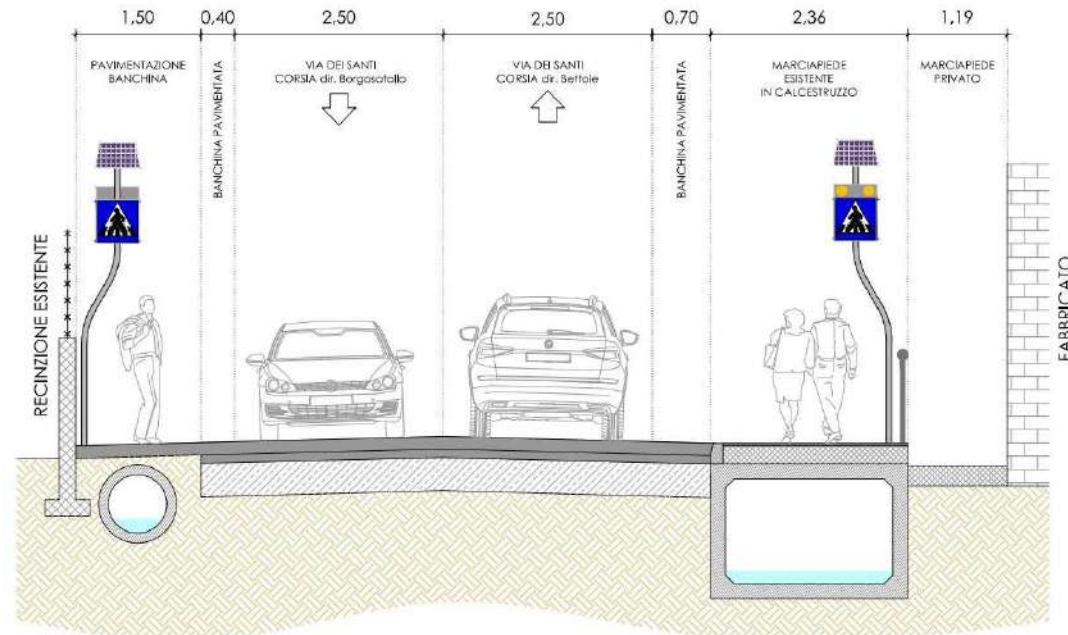 1,50
0,40
2,50
2,50
0,70
2,36
1,19
PAVIMENTAZIONE
BANCHINA
BANCHINA PAVIMENTATA
VIA DEI SANTI
CORSIA dir. Borgosatollo
VIA DEI SANTI
CORSIA dir. Bettole
BANCHINA PAVIMENTATA
MARCIAPIEDE
ESISTENTE
IN CALCESTRUZZO
MARCIAPIEDE
PRIVATO
RECINZIONE ESISTENTE
FABBRICATO